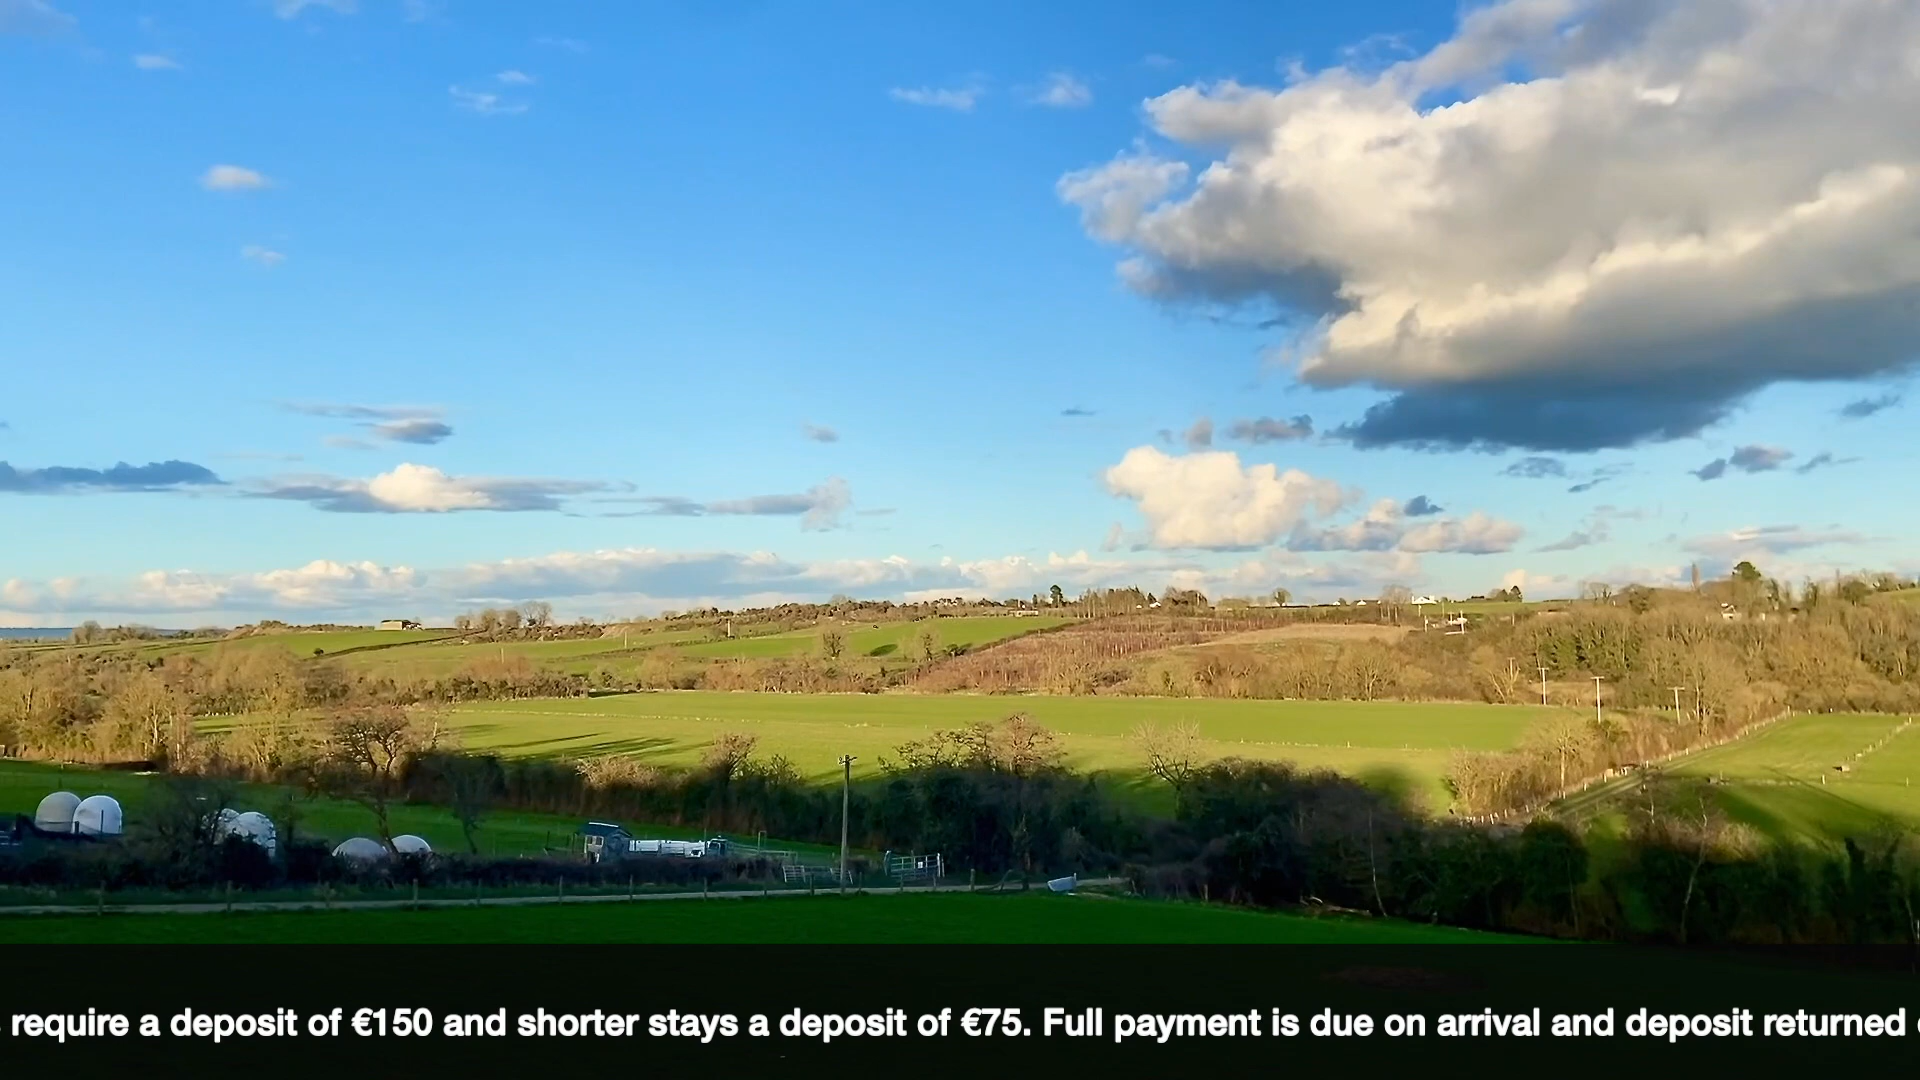 require a deposit of €150 and shorter stays a deposit of €75. Full payment is due on arrival and deposit returned